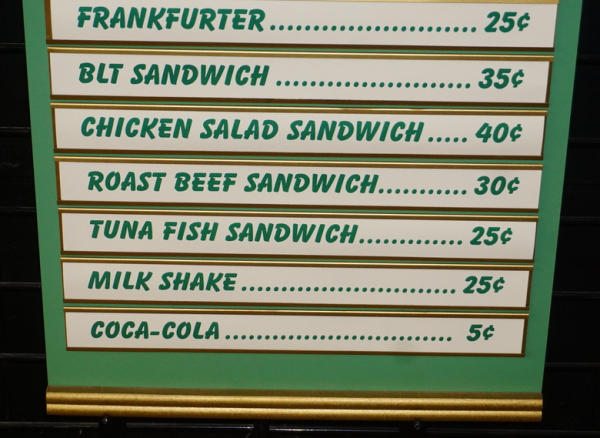 FRANKFURTER........................ 25¢
BLT SANDWICH ...................... 35¢
CHICKEN SALAD SANDWICH..... 40¢
ROAST BEEF SANDWICH........... 30¢
TUNA FISH SANDWICH............. 25¢
MILK SHAKE.......................... 25¢
COCA-COLA ............................ 5¢